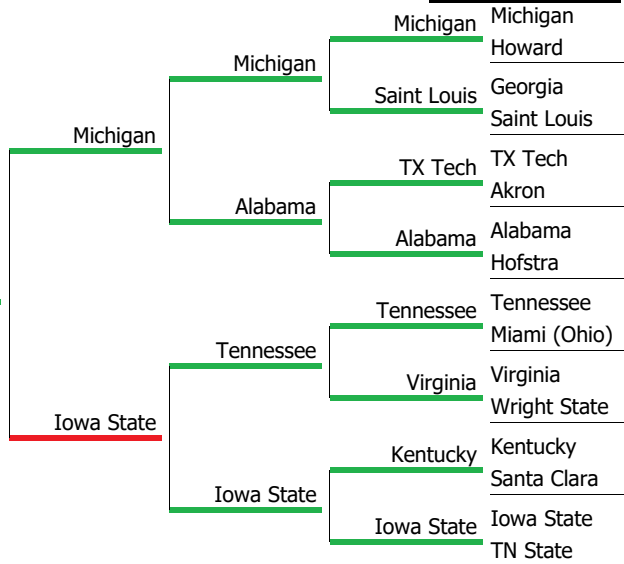 Michigan
Michigan
Howard
Michigan
Saint Louis
Georgia
Saint Louis
Michigan
TX Tech
TX Tech
Akron
Alabama
Alabama
Alabama
Hofstra
Tennessee
Tennessee
Miami (Ohio)
Tennessee
Virginia
Virginia
Wright State
Iowa State
Kentucky
Kentucky
Santa Clara
Iowa State
Iowa State
Iowa State
TN State